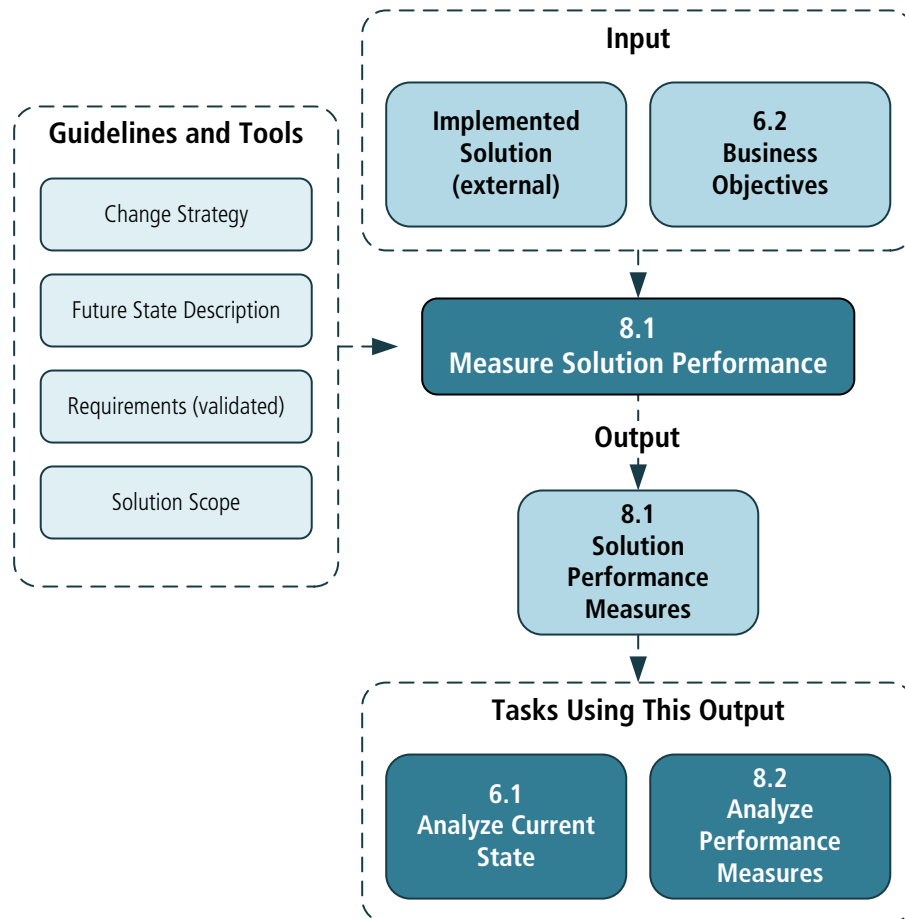 Input
Implemented
Solution
(external)
6.2
Business
Objectives
Guidelines and Tools
Change Strategy
Future State Description
Requirements (validated)
Solution Scope
8.1
Measure Solution Performance
Output
8.1
Solution
Performance
Measures
Tasks Using This Output
6.1
Analyze Current
State
8.2
Analyze
Performance
Measures